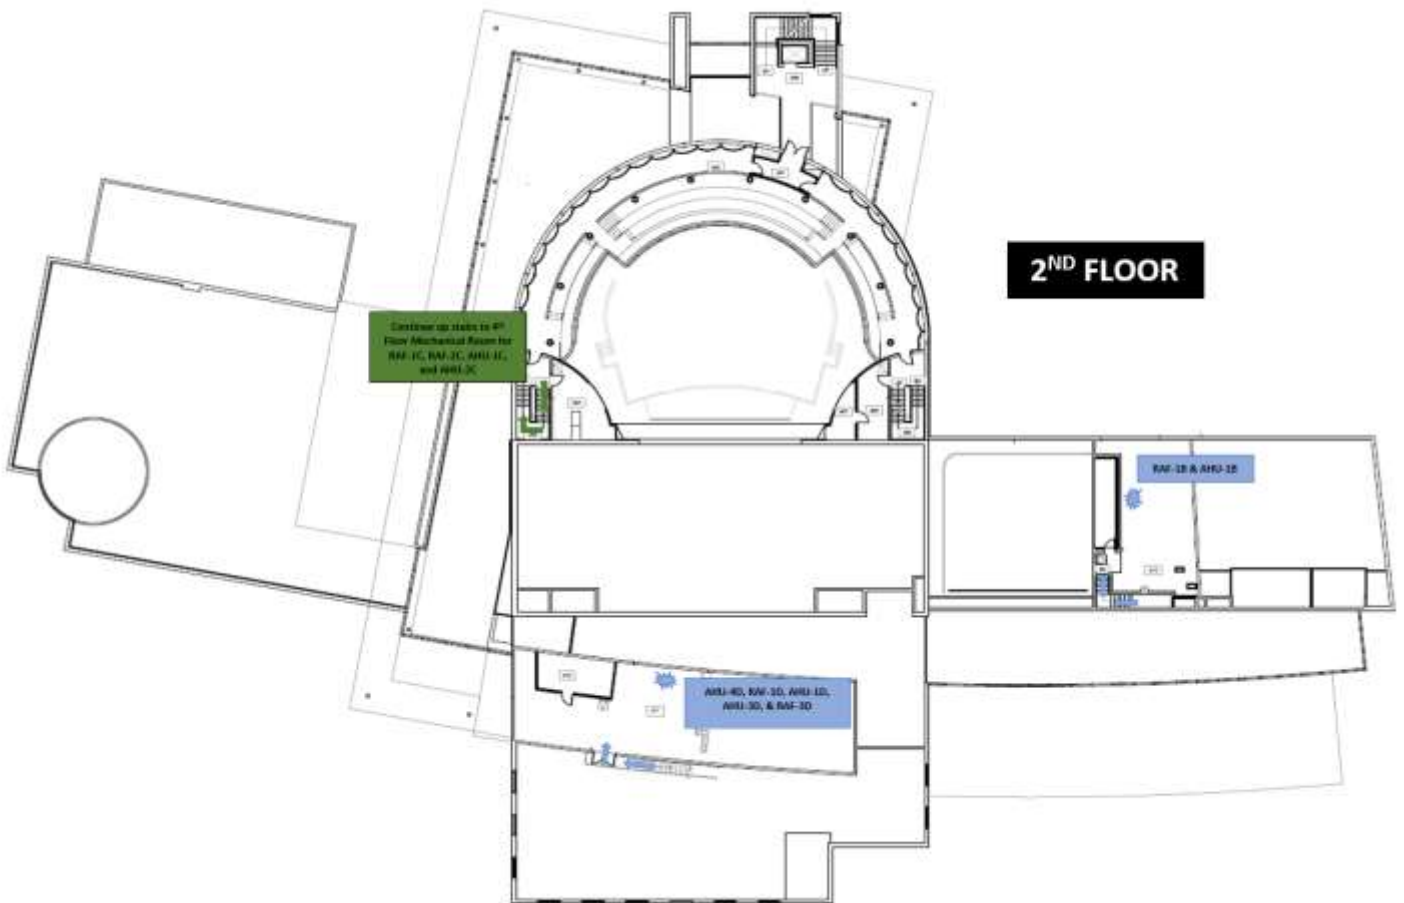 2ND FLOOR
Continue up stairs to 4th
Floor Mechanical Room for
RAF-1C, RAF-2C, AHU-1C,
and AHU-2C
RAF-1B & AHU-1B
AHU-4D, RAF-1D, AHU-1D,
AHU-3D, & RAF-3D